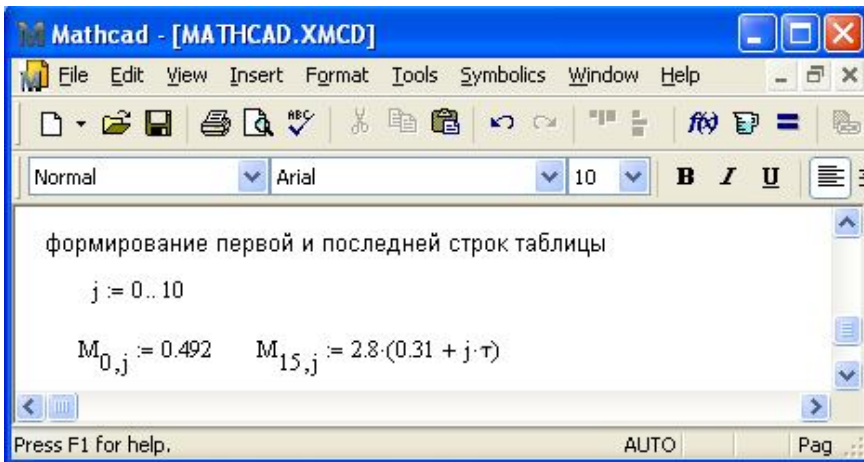 Mathcad - [MATHCAD.XMCD]
File Edit View Insert Format Tools Symbolics Window Help
ABC f(x)
Normal Arial 10 B I U
формирование первой и последней строк таблицы
j := 0.. 10
M0,j := 0.492 M15,j := 2.8·(0.31 + j·τ)
Press F1 for help. AUTO Pag